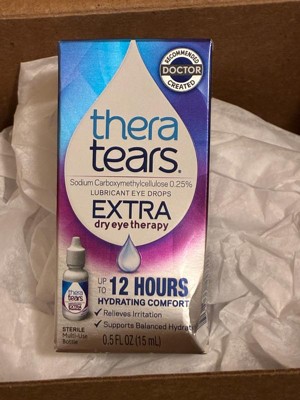 RECOMMENDED
DOCTOR
CREATED
thera
tears®
Sodium Carboxymethylcellulose 0.25%
LUBRICANT EYE DROPS
EXTRA
dry eye therapy
UP TO 12 HOURS
HYDRATING COMFORT
✓ Relieves Irritation
✓ Supports Balanced
thera
tears
EXTRA
STERILE
Multi-Use
Bottle
0.5 FL OZ (15 mL)